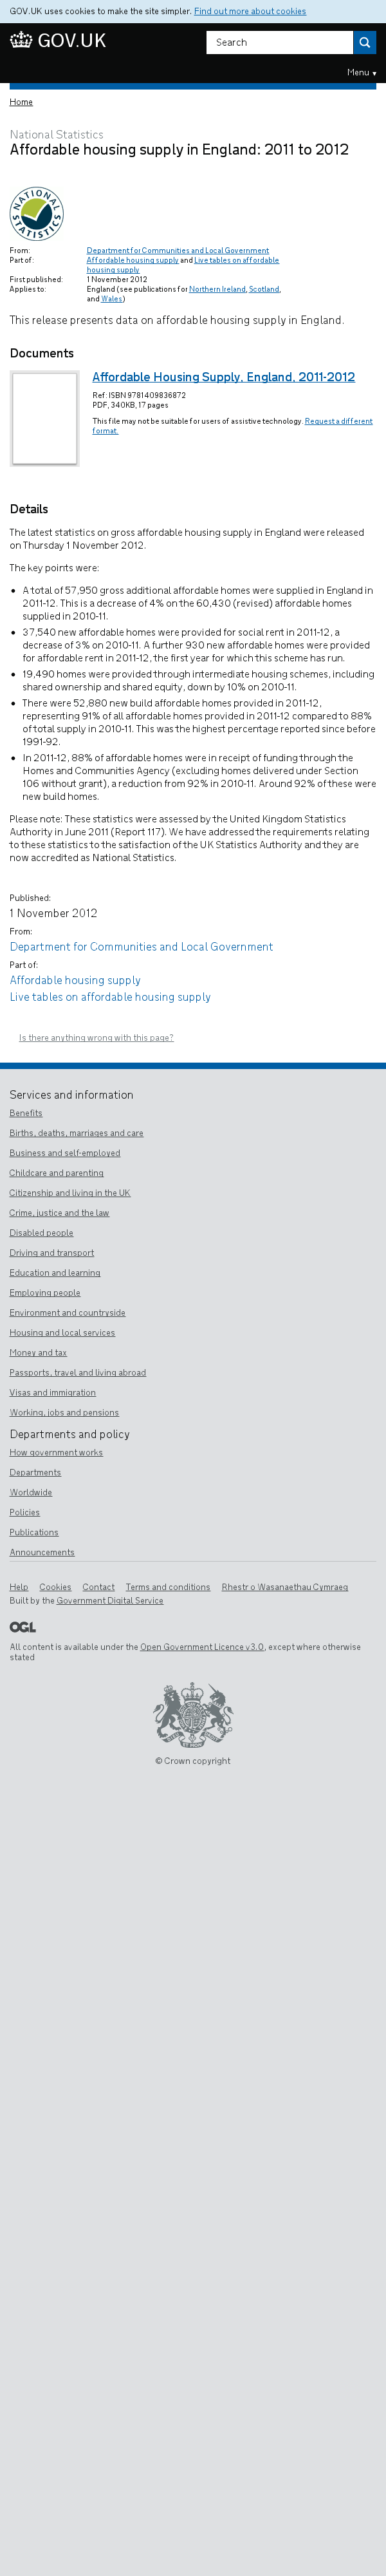 GOV.UK uses cookies to make the site simpler. Find out more about cookies
GOV.UK
Search
Menu ▾
Home
National Statistics
Affordable housing supply in England: 2011 to 2012
NATIONAL STATISTICS
From: Department for Communities and Local Government
Part of: Affordable housing supply and Live tables on affordable
housing supply
First published: 1 November 2012
Applies to: England (see publications for Northern Ireland, Scotland,
and Wales)
This release presents data on affordable housing supply in England.
Documents
Affordable Housing Supply, England, 2011-2012
Ref: ISBN 9781409836872
PDF, 340KB, 17 pages
This file may not be suitable for users of assistive technology. Request a different
format.
Details
The latest statistics on gross affordable housing supply in England were released
on Thursday 1 November 2012.
The key points were:
• A total of 57,950 gross additional affordable homes were supplied in England in
2011-12. This is a decrease of 4% on the 60,430 (revised) affordable homes
supplied in 2010-11.
• 37,540 new affordable homes were provided for social rent in 2011-12, a
decrease of 3% on 2010-11. A further 930 new affordable homes were provided
for affordable rent in 2011-12, the first year for which this scheme has run.
• 19,490 homes were provided through intermediate housing schemes, including
shared ownership and shared equity, down by 10% on 2010-11.
• There were 52,880 new build affordable homes provided in 2011-12,
representing 91% of all affordable homes provided in 2011-12 compared to 88%
of total supply in 2010-11. This was the highest percentage reported since before
1991-92.
• In 2011-12, 88% of affordable homes were in receipt of funding through the
Homes and Communities Agency (excluding homes delivered under Section
106 without grant), a reduction from 92% in 2010-11. Around 92% of these were
new build homes.
Please note: These statistics were assessed by the United Kingdom Statistics
Authority in June 2011 (Report 117). We have addressed the requirements relating
to these statistics to the satisfaction of the UK Statistics Authority and they are
now accredited as National Statistics.
Published:
1 November 2012
From:
Department for Communities and Local Government
Part of:
Affordable housing supply
Live tables on affordable housing supply
Is there anything wrong with this page?
Services and information
Benefits
Births, deaths, marriages and care
Business and self-employed
Childcare and parenting
Citizenship and living in the UK
Crime, justice and the law
Disabled people
Driving and transport
Education and learning
Employing people
Environment and countryside
Housing and local services
Money and tax
Passports, travel and living abroad
Visas and immigration
Working, jobs and pensions
Departments and policy
How government works
Departments
Worldwide
Policies
Publications
Announcements
Help Cookies Contact Terms and conditions Rhestr o Wasanaethau Cymraeg
Built by the Government Digital Service
OGL
All content is available under the Open Government Licence v3.0, except where otherwise
stated
© Crown copyright